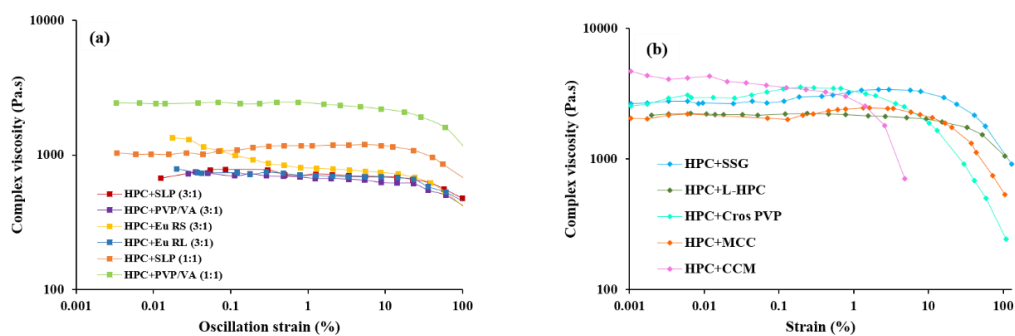 (a)
Complex viscosity (Pa.s)
10000
1000
100
HPC+SLP (3:1)
HPC+PVP/VA (3:1)
HPC+Eu RS (3:1)
HPC+Eu RL (3:1)
HPC+SLP (1:1)
HPC+PVP/VA (1:1)
0.001 0.01 0.1 1 10 100
Oscillation strain (%)
(b)
Complex viscosity (Pa.s)
10000
1000
100
HPC+SSG
HPC+L-HPC
HPC+Cros PVP
HPC+MCC
HPC+CCM
0.001 0.01 0.1 1 10 100
Strain (%)